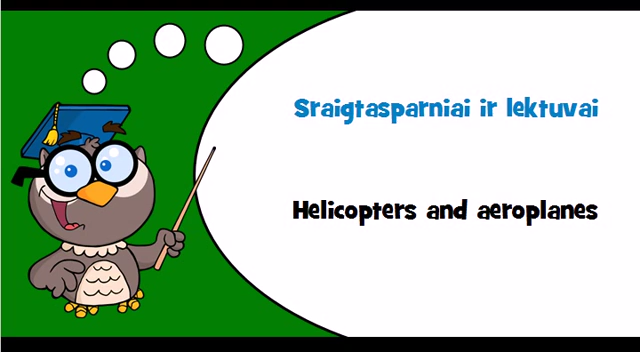 Sraigtasparniai ir lektuvai
Helicopters and aeroplanes